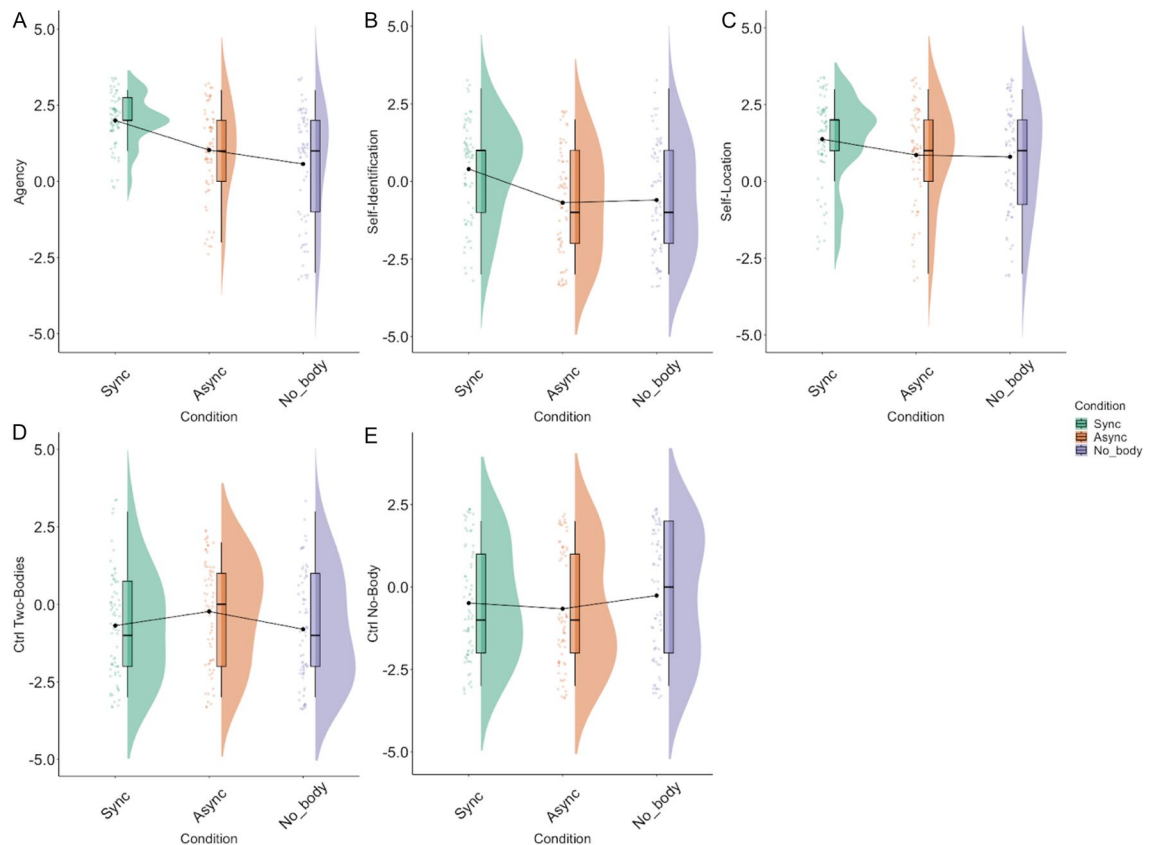 A
5.0
2.5
0.0
-2.5
-5.0
Agency
Sync
Async
No_body
Condition
B
5.0
2.5
0.0
-2.5
-5.0
Self-Identification
Sync
Async
No_body
Condition
C
5.0
2.5
0.0
-2.5
-5.0
Self-Location
Sync
Async
No_body
Condition
Condition
Sync
Async
No_body
D
5.0
2.5
0.0
-2.5
-5.0
Ctrl Two-Bodies
Sync
Async
No_body
Condition
E
2.5
0.0
-2.5
-5.0
Ctrl No-Body
Sync
Async
No_body
Condition